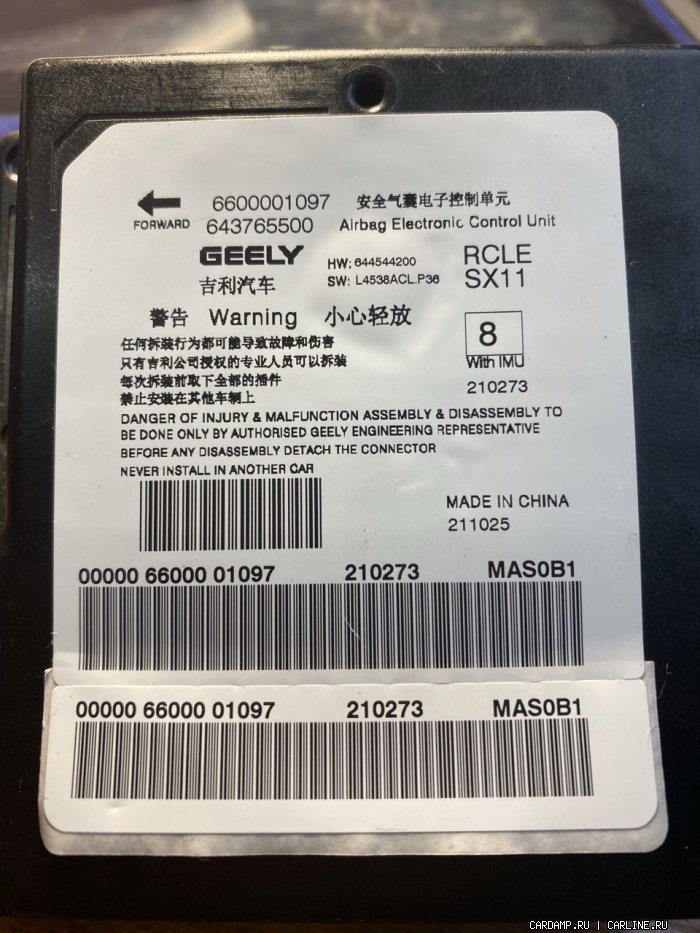 6600001097 安全气囊电子控制单元
FORWARD 643765500 Airbag Electronic Control Unit
GEELY HW: 644544200 RCLE
吉利汽车 SW: L4538ACL.P36 SX11
警告 Warning 小心轻放
8
With IMU
210273
任何拆装行为都可能导致故障和伤害
只有吉利公司授权的专业人员可以拆装
每次拆装前取下全部的插件
禁止安装在其他车辆上
DANGER OF INJURY & MALFUNCTION ASSEMBLY & DISASSEMBLY TO
BE DONE ONLY BY AUTHORISED GEELY ENGINEERING REPRESENTATIVE
BEFORE ANY DISASSEMBLY DETACH THE CONNECTOR
NEVER INSTALL IN ANOTHER CAR
MADE IN CHINA
211025
00000 66000 01097 210273 MAS0B1
00000 66000 01097 210273 MAS0B1
CARDAMP.RU | CARLINE.RU